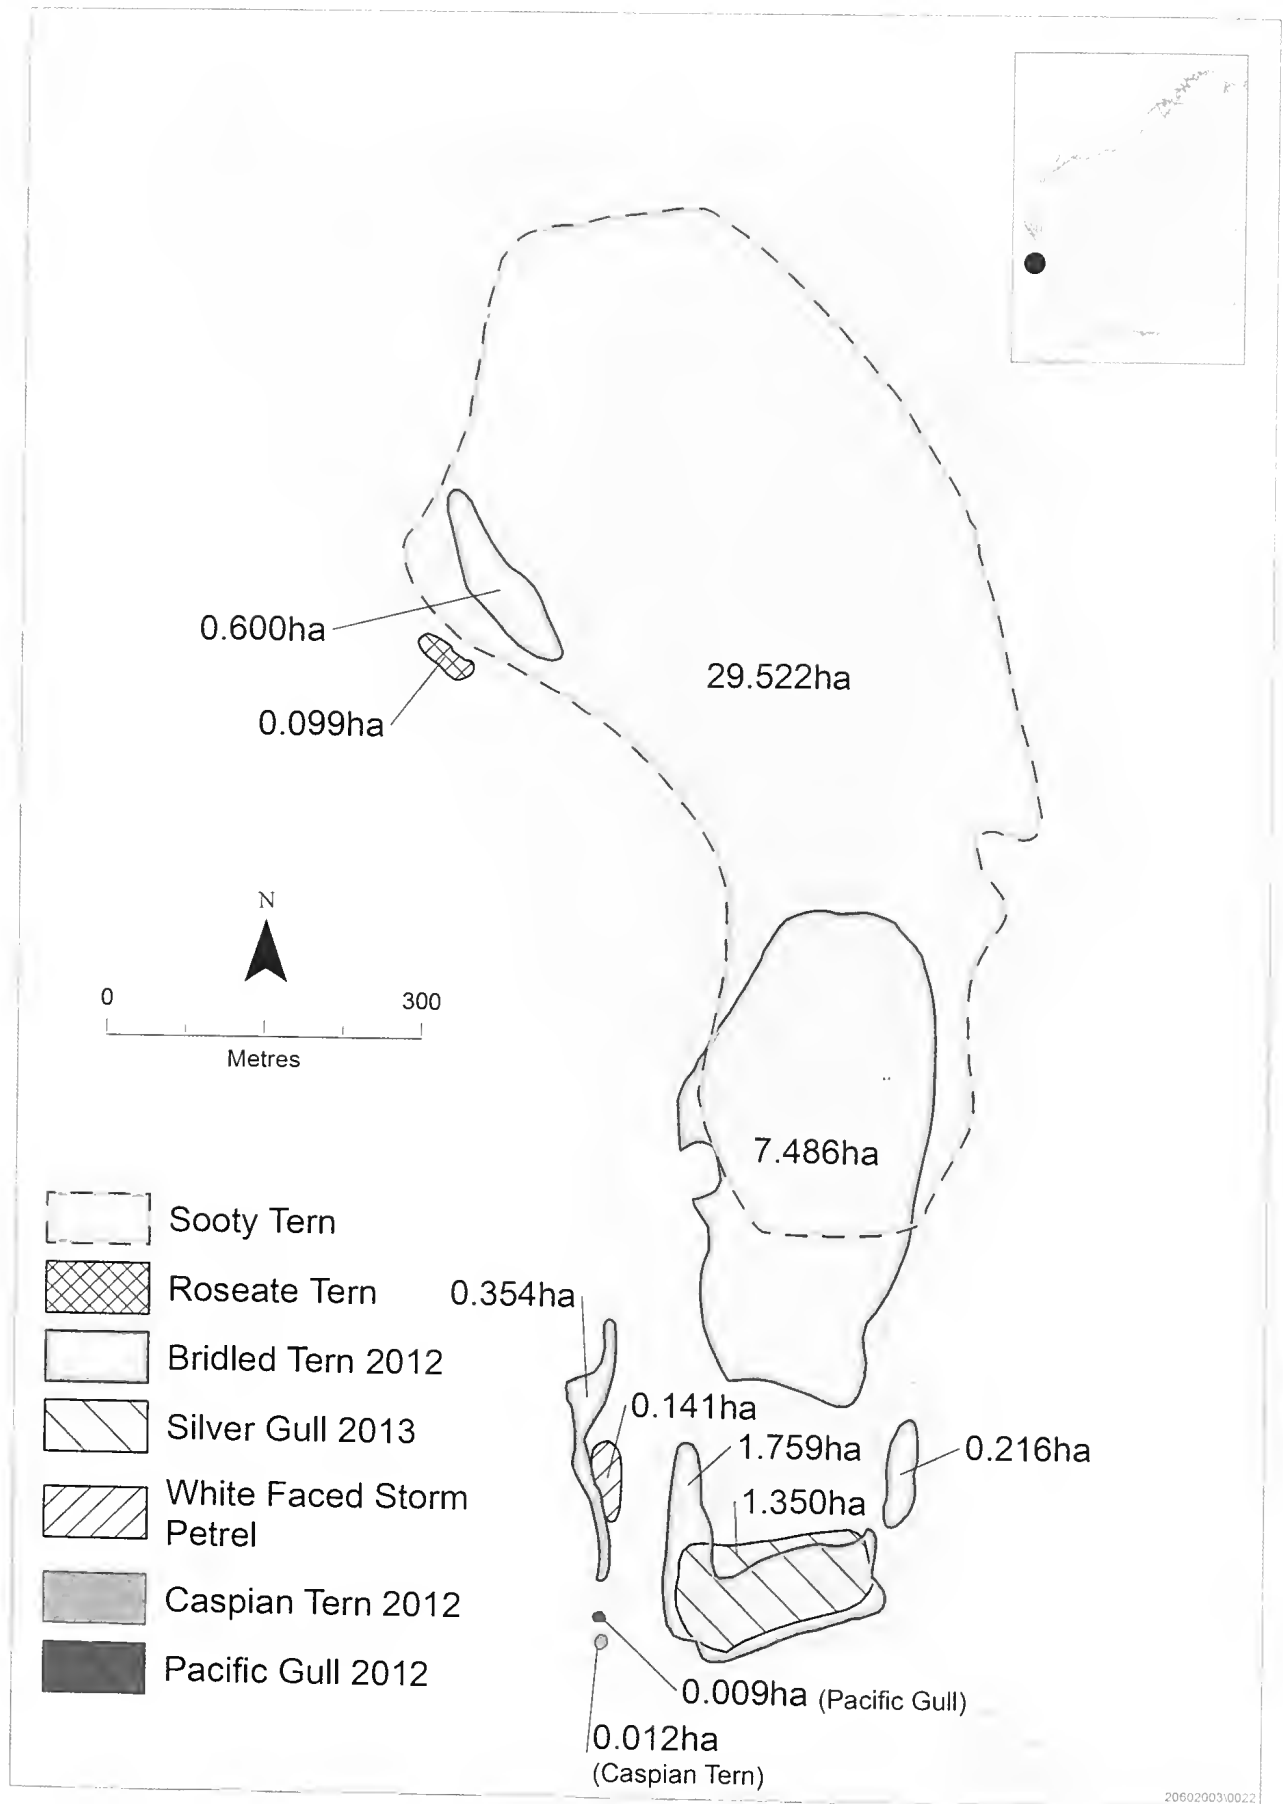 0.600ha
29.522ha
0.099ha
N
0
300
Metres
7.486ha
Sooty Tern
Roseate Tern
0.354ha
Bridled Tern 2012
0.141ha
Silver Gull 2013
1.759ha
0.216ha
1.350ha
White Faced Storm
Petrel
Caspian Tern 2012
Pacific Gull 2012
0.009ha (Pacific Gull)
0.012ha
(Caspian Tern)
20602003\0022